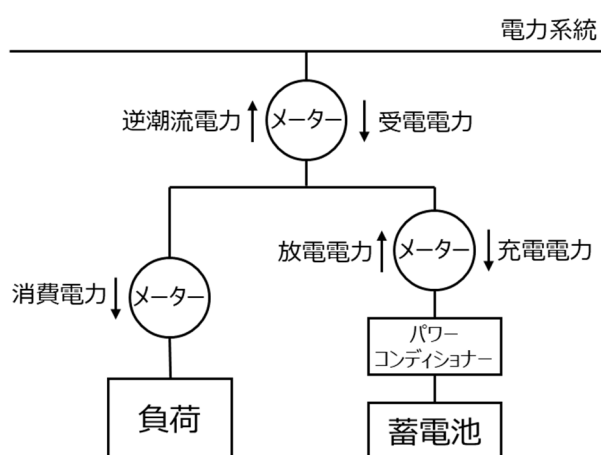 電力系統
逆潮流電力
メーター
受電電力
放電電力
メーター
充電電力
消費電力
メーター
パワー
コンディショナー
負荷
蓄電池